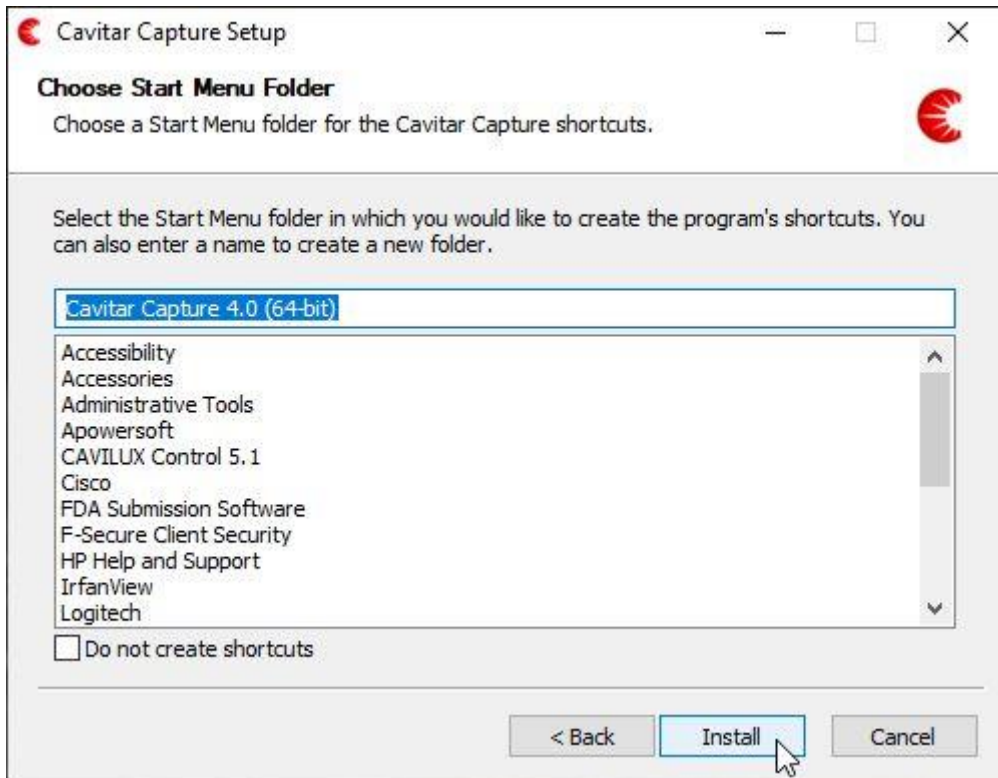 Cavitar Capture Setup
Choose Start Menu Folder
Choose a Start Menu folder for the Cavitar Capture shortcuts.
Select the Start Menu folder in which you would like to create the program's shortcuts. You
can also enter a name to create a new folder.
Cavitar Capture 4.0 (64-bit)
Accessibility
Accessories
Administrative Tools
Apowersoft
CAVILUX Control 5.1
Cisco
FDA Submission Software
F-Secure Client Security
HP Help and Support
IrfanView
Logitech
Do not create shortcuts
< Back Install Cancel